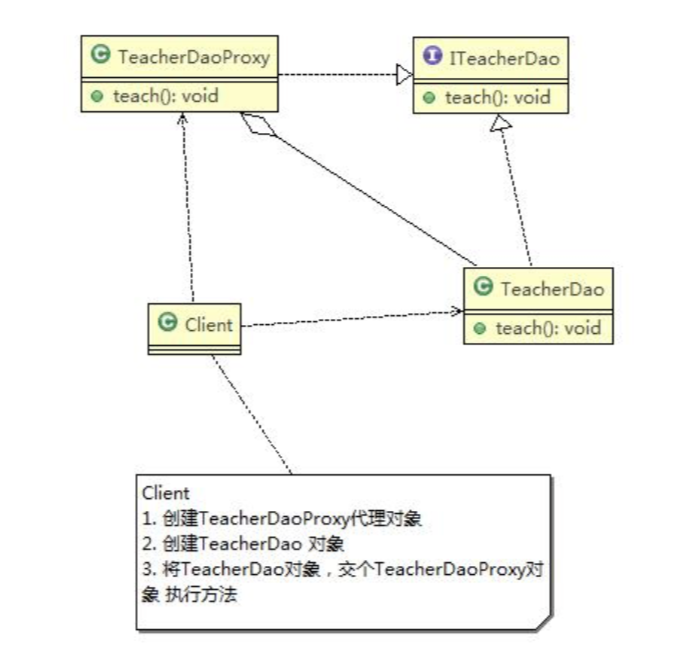 C TeacherDaoProxy
teach(): void
I ITeacherDao
teach(): void
C TeacherDao
teach(): void
C Client
Client
1. 创建TeacherDaoProxy代理对象
2. 创建TeacherDao 对象
3. 将TeacherDao对象，交个TeacherDaoProxy对
象 执行方法